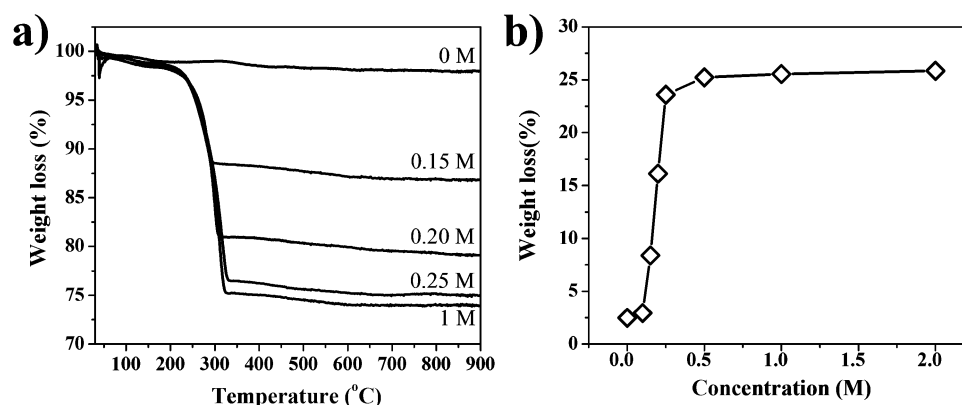 a)
Weight loss (%)
100
95
90
85
80
75
70
0 M
0.15 M
0.20 M
0.25 M
1 M
100 200 300 400 500 600 700 800 900
Temperature (°C)
b)
Weight loss(%)
30
25
20
15
10
5
0
0.0 0.5 1.0 1.5 2.0
Concentration (M)